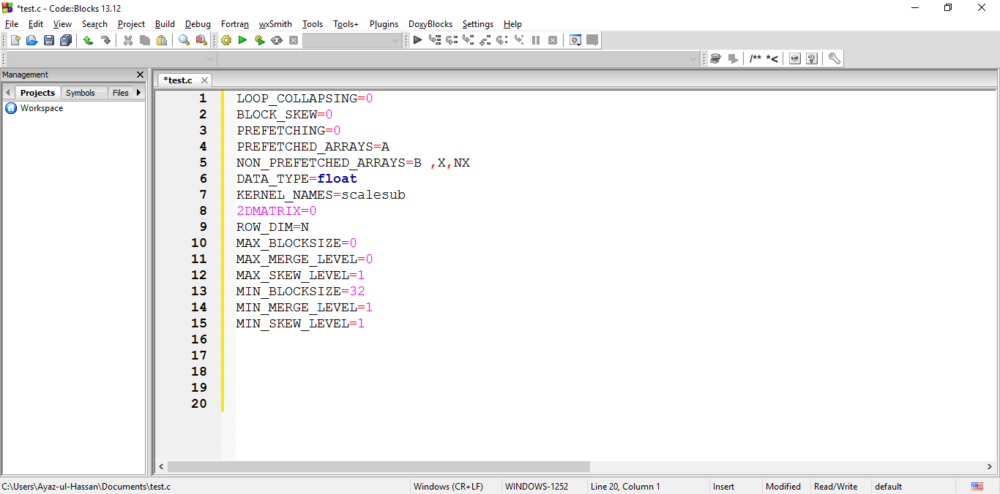 *test.c - Code::Blocks 13.12
File Edit View Search Project Build Debug Fortran wxSmith Tools Tools+ Plugins DoxyBlocks Settings Help
/** *<
Management
*test.c
Projects Symbols Files
Workspace
1 LOOP_COLLAPSING=0
2 BLOCK_SKEW=0
3 PREFETCHING=0
4 PREFETCHED_ARRAYS=A
5 NON_PREFETCHED_ARRAYS=B ,X,NX
6 DATA_TYPE=float
7 KERNEL_NAMES=scalesub
8 2DMATRIX=0
9 ROW_DIM=N
10 MAX_BLOCKSIZE=0
11 MAX_MERGE_LEVEL=0
12 MAX_SKEW_LEVEL=1
13 MIN_BLOCKSIZE=32
14 MIN_MERGE_LEVEL=1
15 MIN_SKEW_LEVEL=1
16
17
18
19
20
C:\Users\Ayaz-ul-Hassan\Documents\test.c Windows (CR+LF) WINDOWS-1252 Line 20, Column 1 Insert Modified Read/Write default